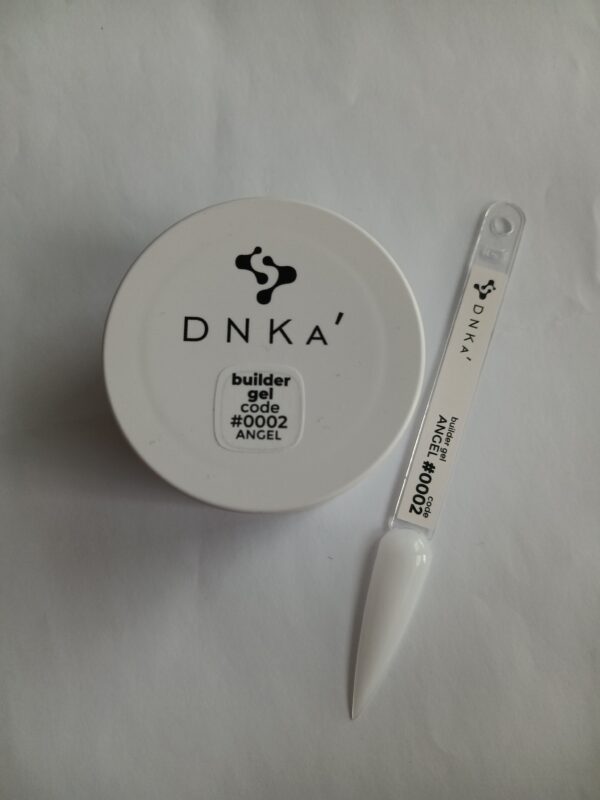 DNKa'
builder
gel
code
#0002
ANGEL
DNKa'
builder gel code
ANGEL #0002